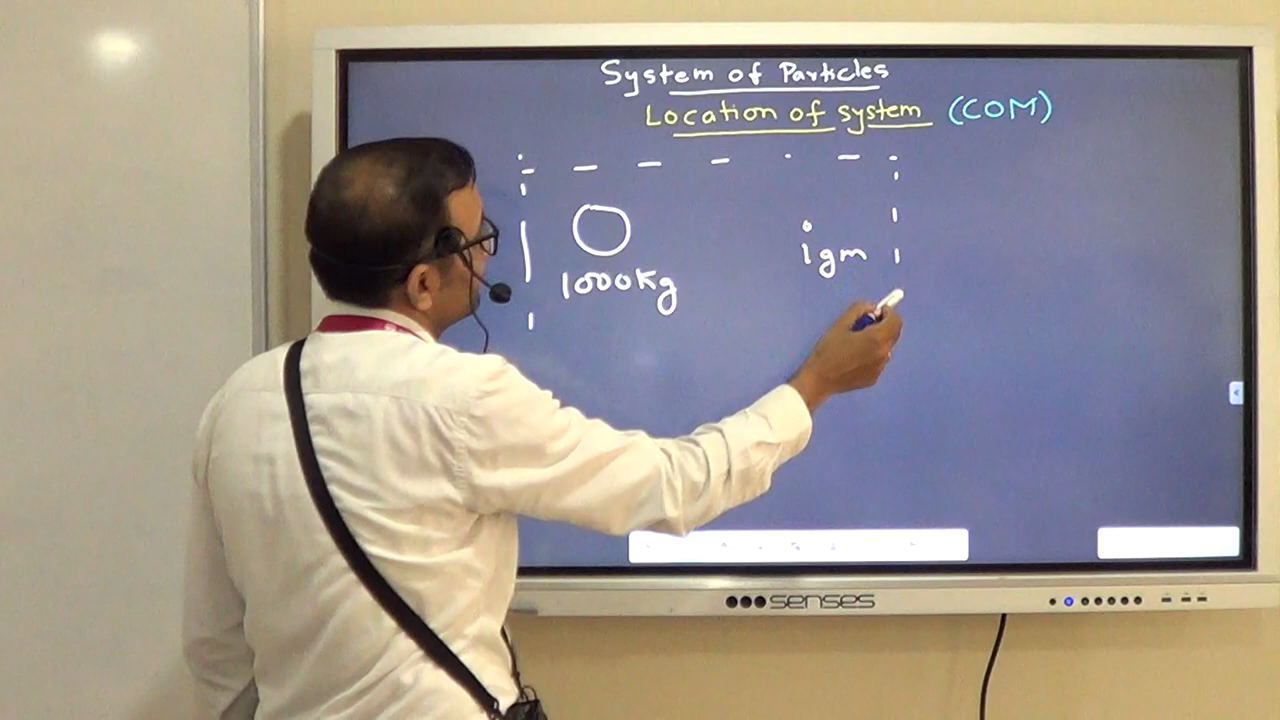 System of Particles
Location of system (COM)
1gm
1000Kg
senses